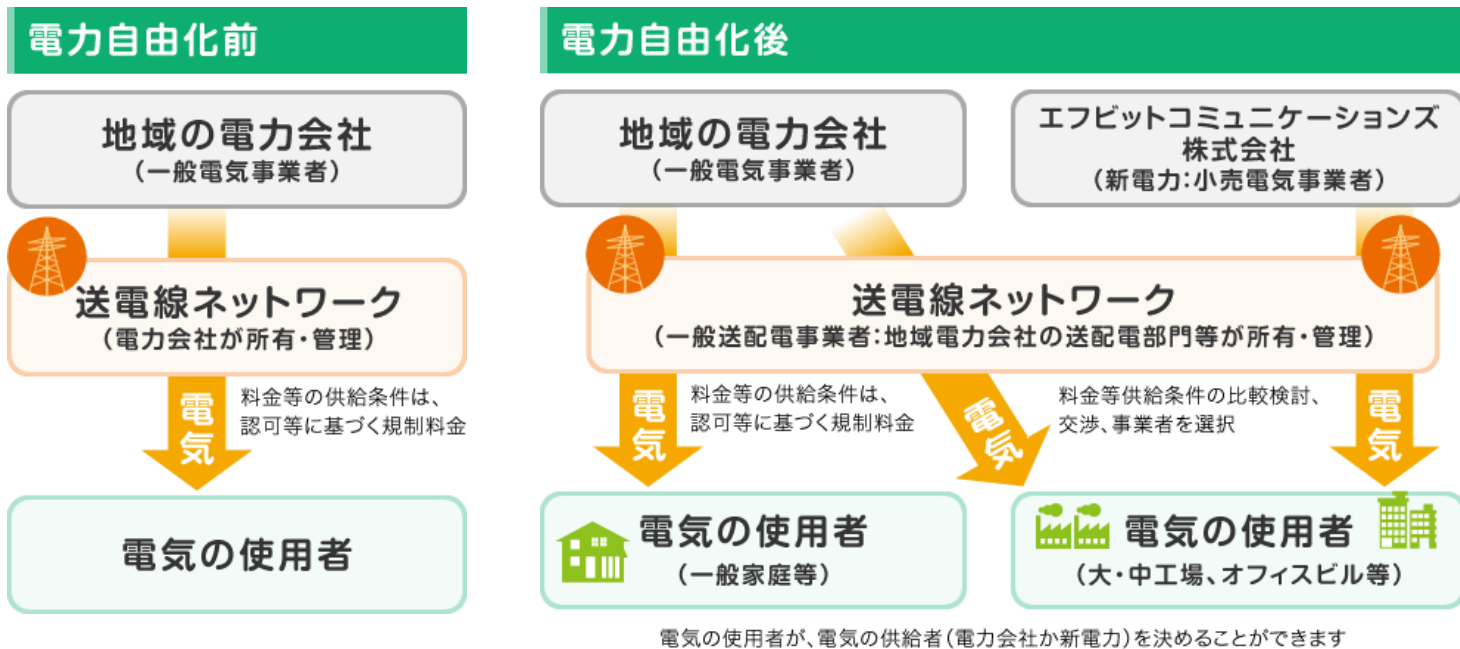 電力自由化前
地域の電力会社
(一般電気事業者)
送電線ネットワーク
(電力会社が所有・管理)
電気
料金等の供給条件は、
認可等に基づく規制料金
電気の使用者
電力自由化後
地域の電力会社
(一般電気事業者)
エフビットコミュニケーションズ
株式会社
(新電力:小売電気事業者)
送電線ネットワーク
(一般送配電事業者:地域電力会社の送配電部門等が所有・管理)
電気
料金等の供給条件は、
認可等に基づく規制料金
電気
料金等供給条件の比較検討、
交渉、事業者を選択
電気
電気の使用者
(一般家庭等)
電気の使用者
(大・中工場、オフィスビル等)
電気の使用者が、電気の供給者(電力会社か新電力)を決めることができます